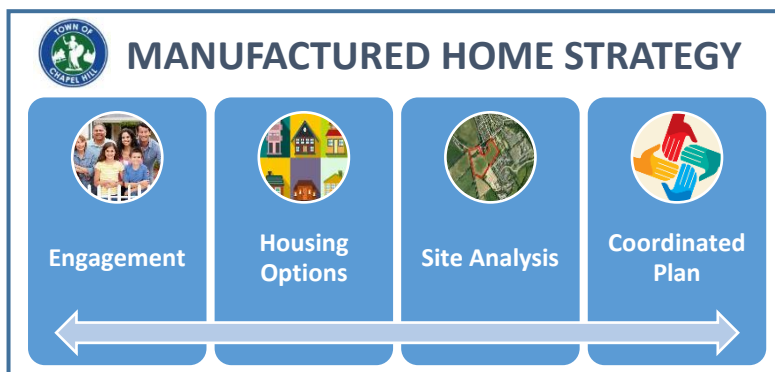 TOWN OF
CHAPEL HILL
MANUFACTURED HOME STRATEGY
Engagement
Housing
Options
Site Analysis
Coordinated
Plan